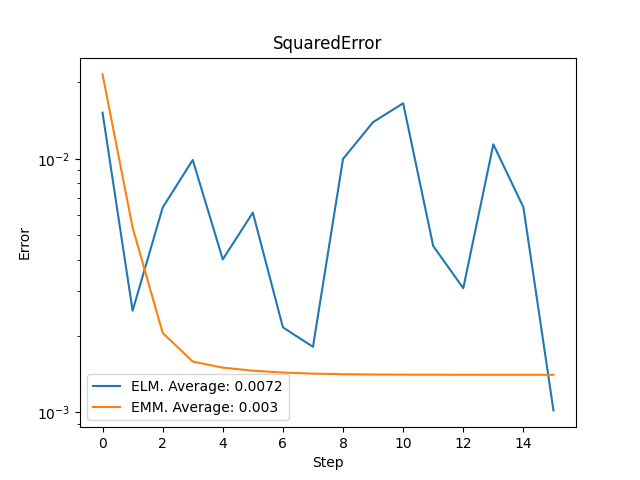 SquaredError
Error
10⁻²
10⁻³
ELM. Average: 0.0072
EMM. Average: 0.003
0 2 4 6 8 10 12 14
Step